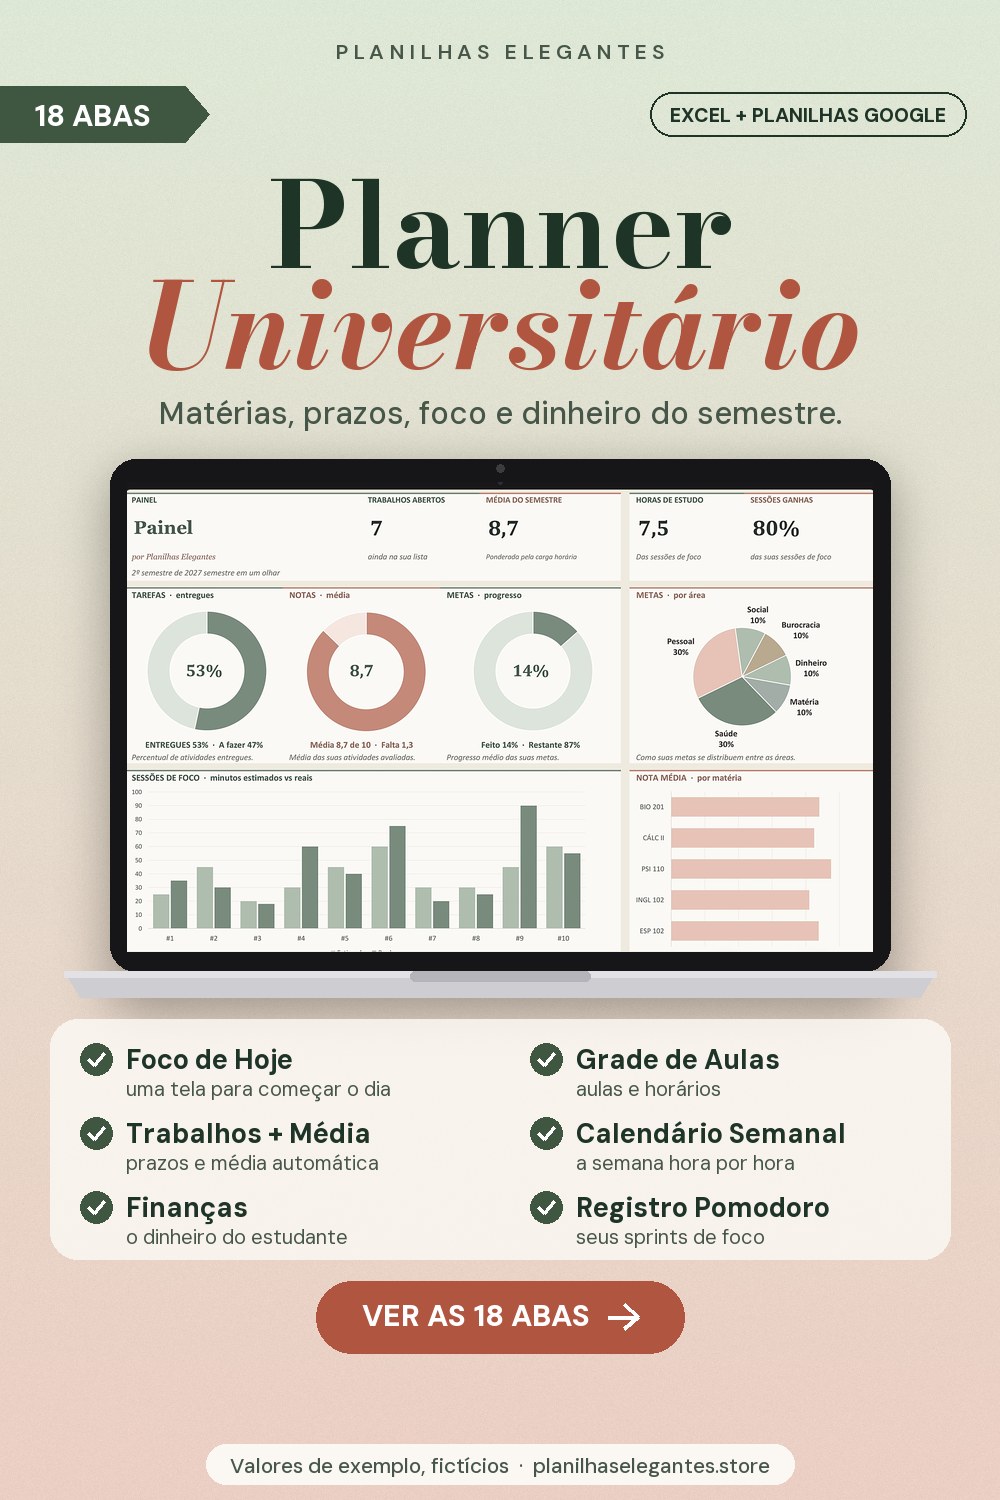 PLANILHAS ELEGANTES
18 ABAS
EXCEL + PLANILHAS GOOGLE
Planner
Universitário
Matérias, prazos, foco e dinheiro do semestre.
PAINEL
Painel
por Planilhas Elegantes
2º semestre de 2027 semestre em um olhar
TRABALHOS ABERTOS
7
ainda na sua lista
MÉDIA DO SEMESTRE
8,7
Ponderada pela carga horária
HORAS DE ESTUDO
7,5
Das sessões de foco
SESSÕES GANHAS
80%
das suas sessões de foco
TAREFAS · entregues
53%
ENTREGUES 53% · A fazer 47%
Percentual de atividades entregues.
NOTAS · média
8,7
Média 8,7 de 10 · Falta 1,3
Média das suas atividades avaliadas.
METAS · progresso
14%
Feito 14% · Restante 87%
Progresso médio das suas metas.
METAS · por área
Social
10%
Burocracia
10%
Dinheiro
10%
Matéria
10%
Saúde
30%
Pessoal
30%
Como suas metas se distribuem entre as áreas.
SESSÕES DE FOCO · minutos estimados vs reais
100
90
80
70
60
50
40
30
20
10
0
#1 #2 #3 #4 #5 #6 #7 #8 #9 #10
NOTA MÉDIA · por matéria
BIO 201
CÁLC II
PSI 110
INGL 102
ESP 102
Foco de Hoje
uma tela para começar o dia
Grade de Aulas
aulas e horários
Trabalhos + Média
prazos e média automática
Calendário Semanal
a semana hora por hora
Finanças
o dinheiro do estudante
Registro Pomodoro
seus sprints de foco
VER AS 18 ABAS
Valores de exemplo, fictícios · planilhaselegantes.store